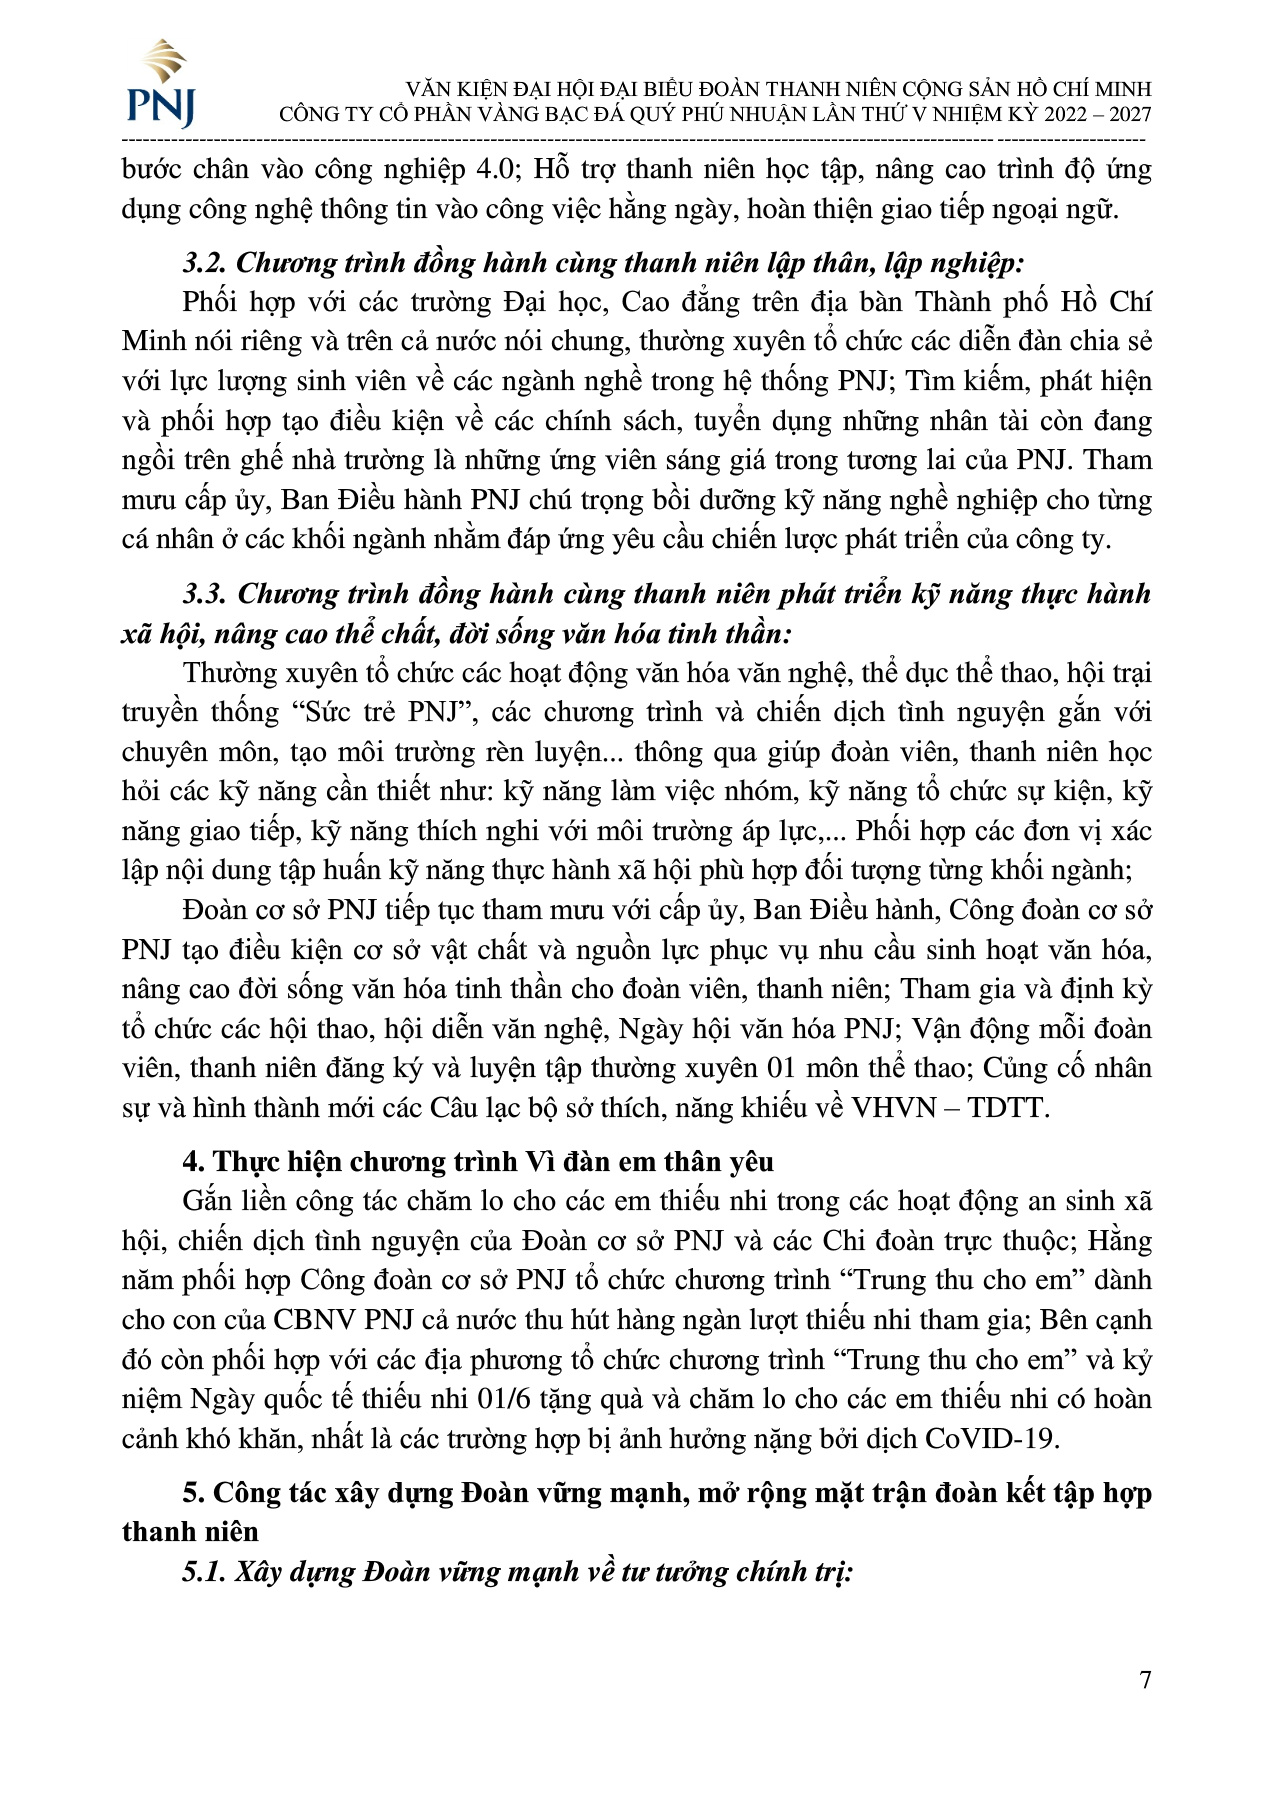 PNJ
VĂN KIỆN ĐẠI HỘI ĐẠI BIỂU ĐOÀN THANH NIÊN CỘNG SẢN HỒ CHÍ MINH
CÔNG TY CỔ PHẦN VÀNG BẠC ĐÁ QUÝ PHÚ NHUẬN LẦN THỨ V NHIỆM KỲ 2022 – 2027
bước chân vào công nghiệp 4.0; Hỗ trợ thanh niên học tập, nâng cao trình độ ứng
dụng công nghệ thông tin vào công việc hằng ngày, hoàn thiện giao tiếp ngoại ngữ.
3.2. Chương trình đồng hành cùng thanh niên lập thân, lập nghiệp:
Phối hợp với các trường Đại học, Cao đẳng trên địa bàn Thành phố Hồ Chí
Minh nói riêng và trên cả nước nói chung, thường xuyên tổ chức các diễn đàn chia sẻ
với lực lượng sinh viên về các ngành nghề trong hệ thống PNJ; Tìm kiếm, phát hiện
và phối hợp tạo điều kiện về các chính sách, tuyển dụng những nhân tài còn đang
ngồi trên ghế nhà trường là những ứng viên sáng giá trong tương lai của PNJ. Tham
mưu cấp ủy, Ban Điều hành PNJ chú trọng bồi dưỡng kỹ năng nghề nghiệp cho từng
cá nhân ở các khối ngành nhằm đáp ứng yêu cầu chiến lược phát triển của công ty.
3.3. Chương trình đồng hành cùng thanh niên phát triển kỹ năng thực hành
xã hội, nâng cao thể chất, đời sống văn hóa tinh thần:
Thường xuyên tổ chức các hoạt động văn hóa văn nghệ, thể dục thể thao, hội trại
truyền thống “Sức trẻ PNJ”, các chương trình và chiến dịch tình nguyện gắn với
chuyên môn, tạo môi trường rèn luyện... thông qua giúp đoàn viên, thanh niên học
hỏi các kỹ năng cần thiết như: kỹ năng làm việc nhóm, kỹ năng tổ chức sự kiện, kỹ
năng giao tiếp, kỹ năng thích nghi với môi trường áp lực,... Phối hợp các đơn vị xác
lập nội dung tập huấn kỹ năng thực hành xã hội phù hợp đối tượng từng khối ngành;
Đoàn cơ sở PNJ tiếp tục tham mưu với cấp ủy, Ban Điều hành, Công đoàn cơ sở
PNJ tạo điều kiện cơ sở vật chất và nguồn lực phục vụ nhu cầu sinh hoạt văn hóa,
nâng cao đời sống văn hóa tinh thần cho đoàn viên, thanh niên; Tham gia và định kỳ
tổ chức các hội thao, hội diễn văn nghệ, Ngày hội văn hóa PNJ; Vận động mỗi đoàn
viên, thanh niên đăng ký và luyện tập thường xuyên 01 môn thể thao; Củng cố nhân
sự và hình thành mới các Câu lạc bộ sở thích, năng khiếu về VHVN – TDTT.
4. Thực hiện chương trình Vì đàn em thân yêu
Gắn liền công tác chăm lo cho các em thiếu nhi trong các hoạt động an sinh xã
hội, chiến dịch tình nguyện của Đoàn cơ sở PNJ và các Chi đoàn trực thuộc; Hằng
năm phối hợp Công đoàn cơ sở PNJ tổ chức chương trình “Trung thu cho em” dành
cho con của CBNV PNJ cả nước thu hút hàng ngàn lượt thiếu nhi tham gia; Bên cạnh
đó còn phối hợp với các địa phương tổ chức chương trình “Trung thu cho em” và kỷ
niệm Ngày quốc tế thiếu nhi 01/6 tặng quà và chăm lo cho các em thiếu nhi có hoàn
cảnh khó khăn, nhất là các trường hợp bị ảnh hưởng nặng bởi dịch CoVID-19.
5. Công tác xây dựng Đoàn vững mạnh, mở rộng mặt trận đoàn kết tập hợp
thanh niên
5.1. Xây dựng Đoàn vững mạnh về tư tưởng chính trị:
7